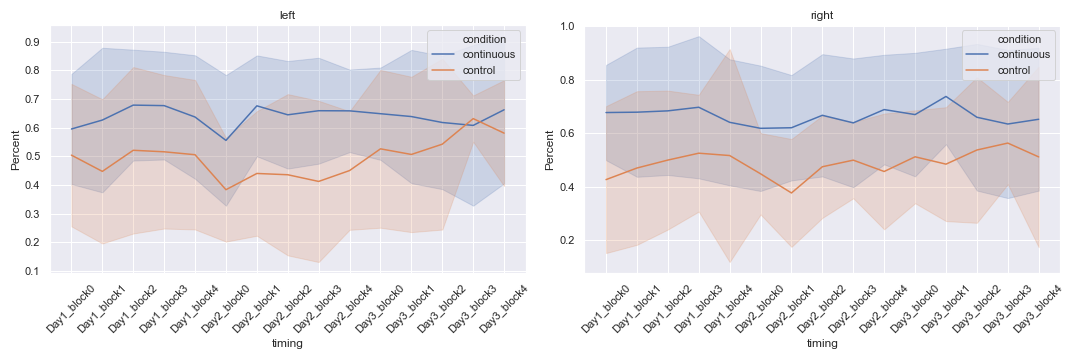 left
condition
continuous
control
Percent
0.9
0.8
0.7
0.6
0.5
0.4
0.3
0.2
0.1
Day1_block0
Day1_block1
Day1_block2
Day1_block3
Day1_block4
Day2_block0
Day2_block1
Day2_block2
Day2_block3
Day2_block4
Day3_block0
Day3_block1
Day3_block2
Day3_block3
Day3_block4
timing
right
condition
continuous
control
Percent
1.0
0.8
0.6
0.4
0.2
Day1_block0
Day1_block1
Day1_block2
Day1_block3
Day1_block4
Day2_block0
Day2_block1
Day2_block2
Day2_block3
Day2_block4
Day3_block0
Day3_block1
Day3_block2
Day3_block3
Day3_block4
timing